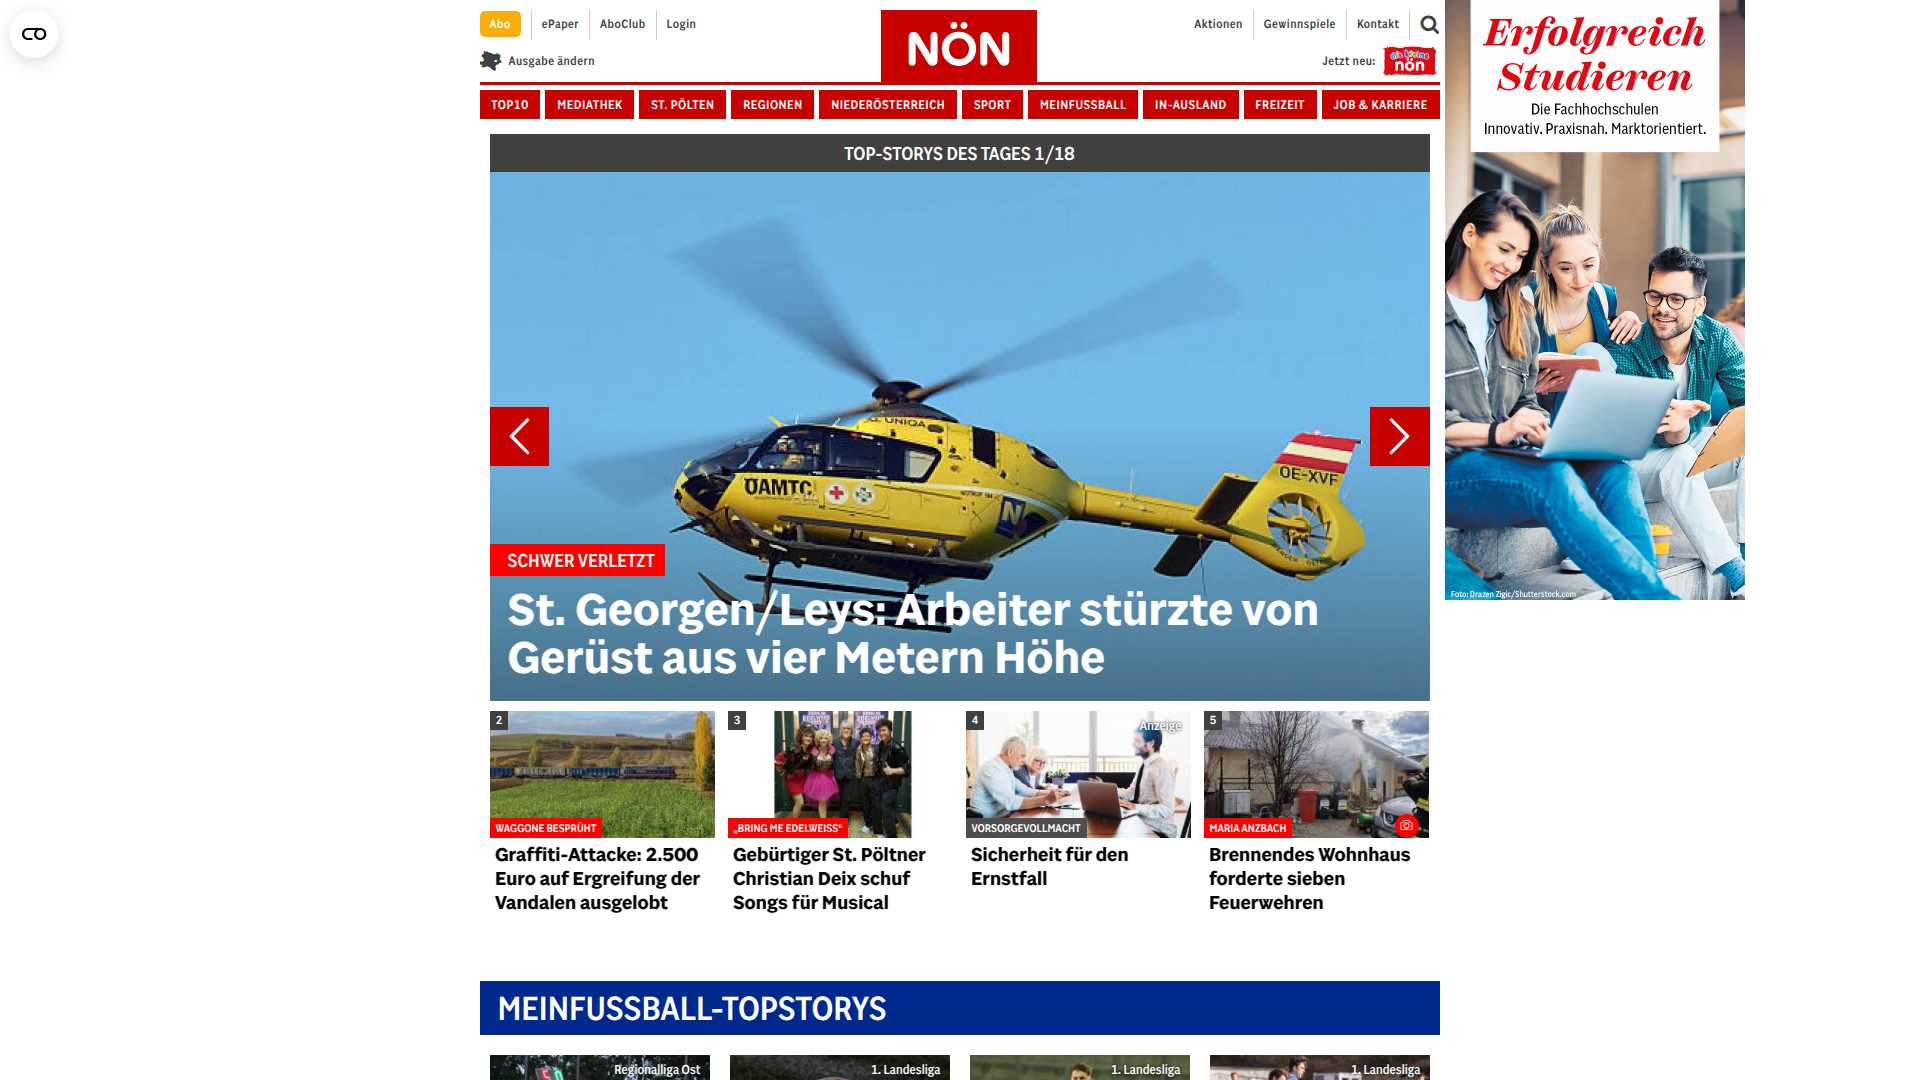 Abo
ePaper
AboClub
Login
NÖN
Aktionen
Gewinnspiele
Kontakt
Ausgabe ändern
Jetzt neu:
die kleine
nön
TOP10
MEDIATHEK
ST. PÖLTEN
REGIONEN
NIEDERÖSTERREICH
SPORT
MEINFUSSBALL
IN-AUSLAND
FREIZEIT
JOB & KARRIERE
TOP-STORYS DES TAGES 1/18
UNIQA
ÖAMTC
OE-XVF
SCHWER VERLETZT
St. Georgen/Leys: Arbeiter stürzte von
Gerüst aus vier Metern Höhe
2
WAGGONE BESPRÜHT
Graffiti-Attacke: 2.500
Euro auf Ergreifung der
Vandalen ausgelobt
3
„BRING ME EDELWEISS“
Gebürtiger St. Pöltner
Christian Deix schuf
Songs für Musical
4
Anzeige
VORSORGEVOLLMACHT
Sicherheit für den
Ernstfall
5
MARIA ANZBACH
Brennendes Wohnhaus
forderte sieben
Feuerwehren
MEINFUSSBALL-TOPSTORYS
Regionalliga Ost
1. Landesliga
1. Landesliga
1. Landesliga
Erfolgreich
Studieren
Die Fachhochschulen
Innovativ. Praxisnah. Marktorientiert.
Foto: Drazen Zigic/Shutterstock.com